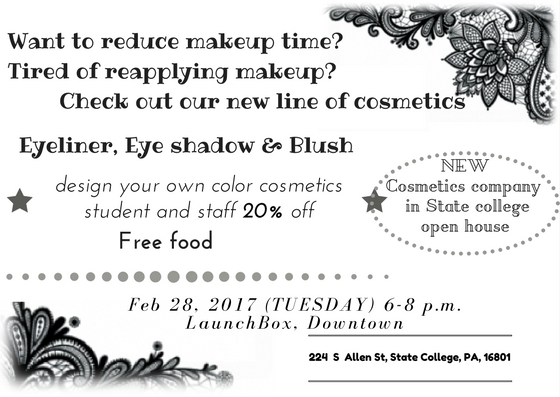 Want to reduce makeup time?
Tired of reapplying makeup?
Check out our new line of cosmetics
Eyeliner, Eye shadow & Blush
design your own color cosmetics
student and staff 20% off
Free food
NEW
Cosmetics company
in State college
open house
Feb 28, 2017 (TUESDAY) 6-8 p.m.
LaunchBox, Downtown
224 S Allen St, State College, PA, 16801